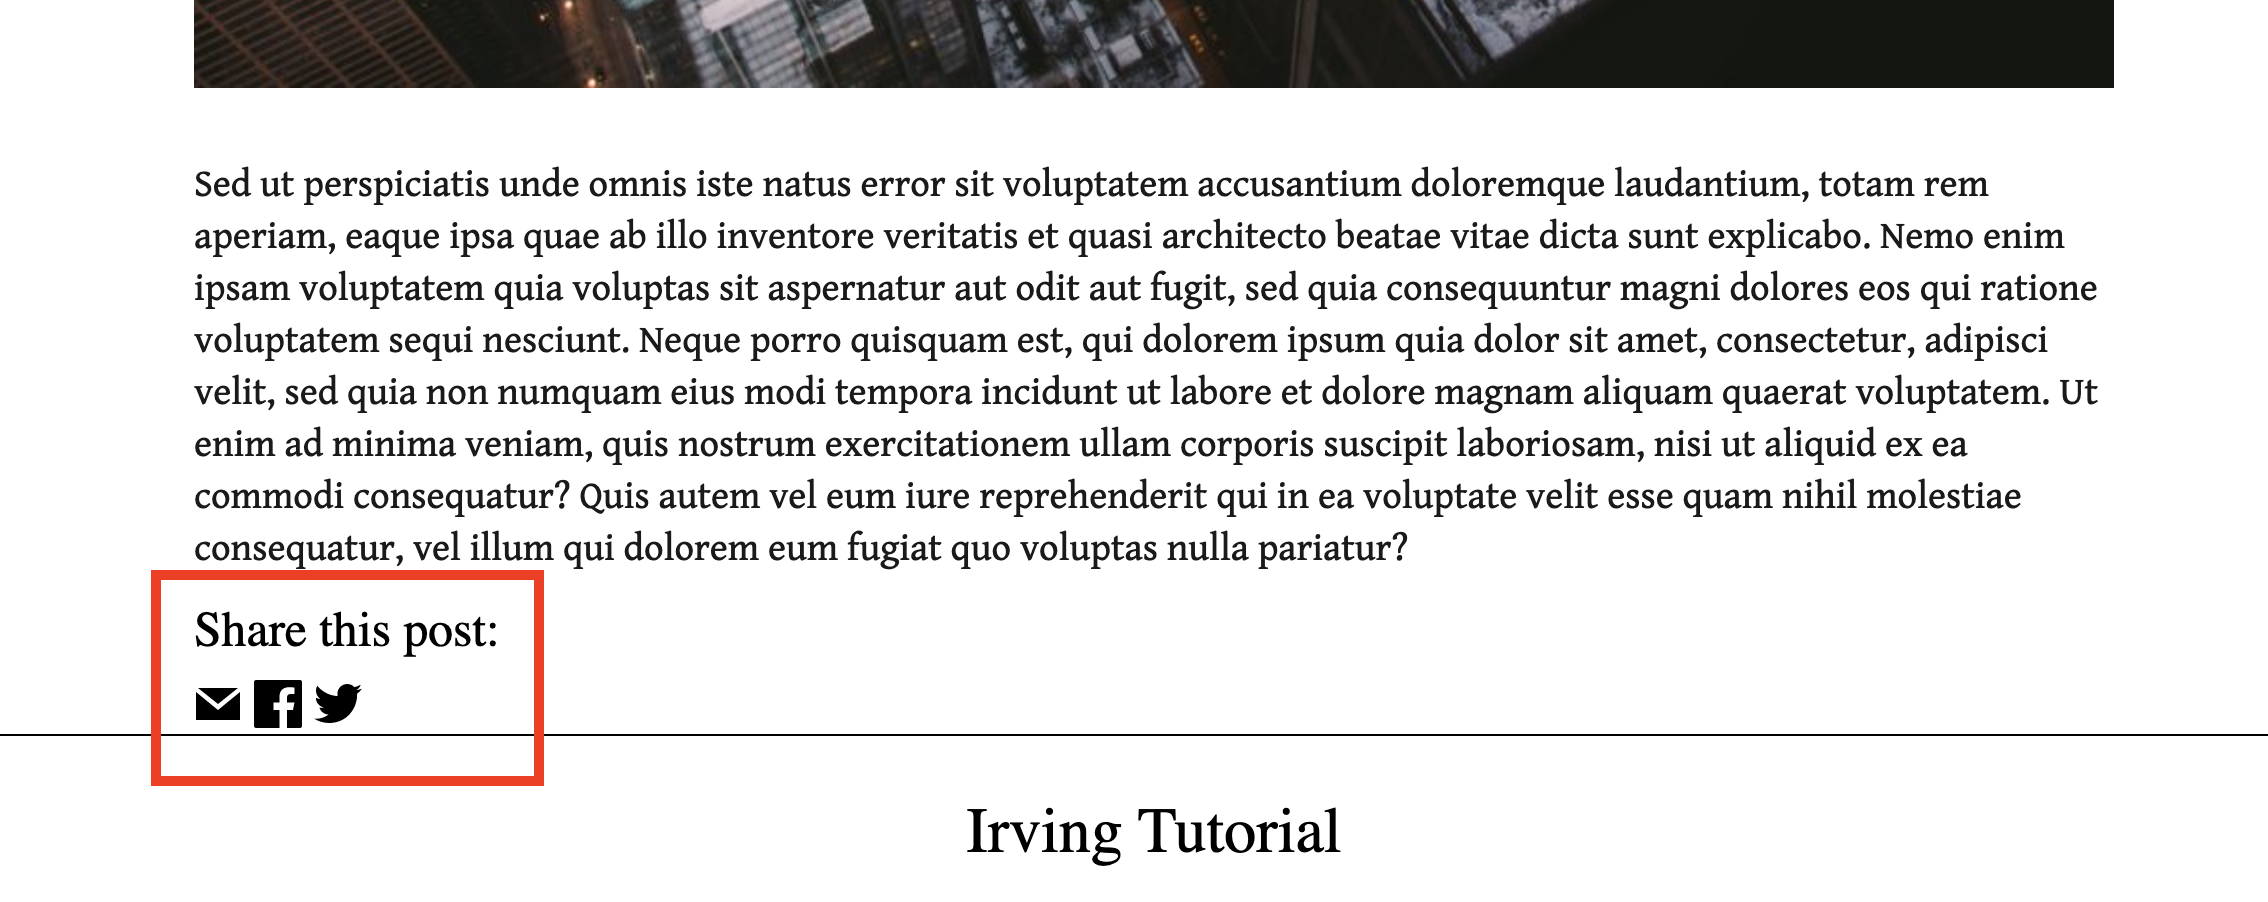 Sed ut perspiciatis unde omnis iste natus error sit voluptatem accusantium doloremque laudantium, totam rem
aperiam, eaque ipsa quae ab illo inventore veritatis et quasi architecto beatae vitae dicta sunt explicabo. Nemo enim
ipsam voluptatem quia voluptas sit aspernatur aut odit aut fugit, sed quia consequuntur magni dolores eos qui ratione
voluptatem sequi nesciunt. Neque porro quisquam est, qui dolorem ipsum quia dolor sit amet, consectetur, adipisci
velit, sed quia non numquam eius modi tempora incidunt ut labore et dolore magnam aliquam quaerat voluptatem. Ut
enim ad minima veniam, quis nostrum exercitationem ullam corporis suscipit laboriosam, nisi ut aliquid ex ea
commodi consequatur? Quis autem vel eum iure reprehenderit qui in ea voluptate velit esse quam nihil molestiae
consequatur, vel illum qui dolorem eum fugiat quo voluptas nulla pariatur?
Share this post:
Irving Tutorial